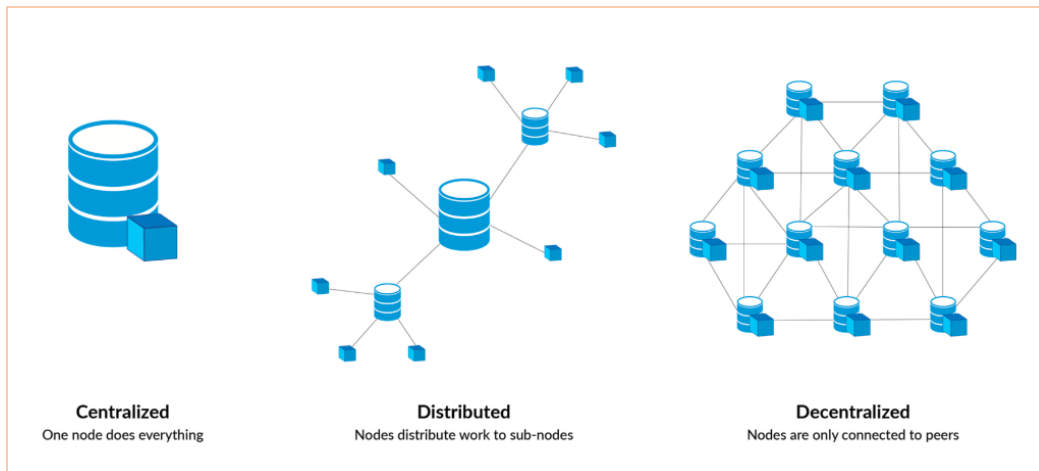 Centralized
One node does everything
Distributed
Nodes distribute work to sub-nodes
Decentralized
Nodes are only connected to peers